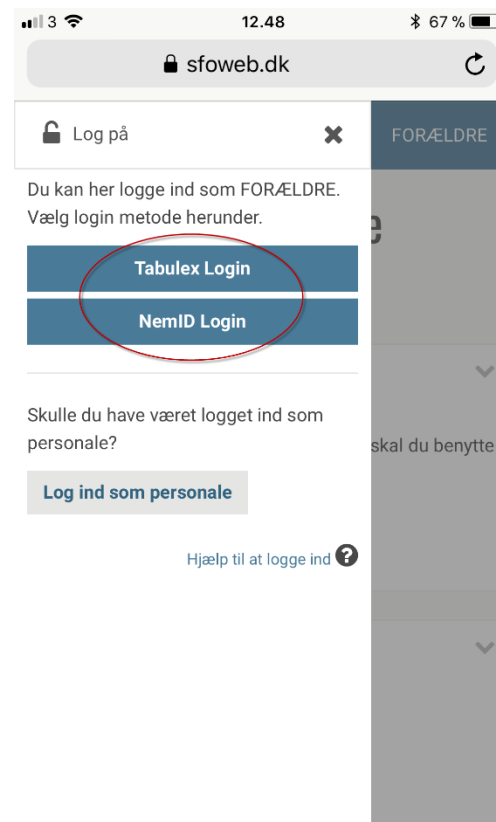 3 12.48 67 %
sfoweb.dk
Log på
FORÆLDRE
Du kan her logge ind som FORÆLDRE.
Vælg login metode herunder.
e
Tabulex Login
NemID Login
Skulle du have været logget ind som
personale?
skal du benytte
Log ind som personale
Hjælp til at logge ind ?